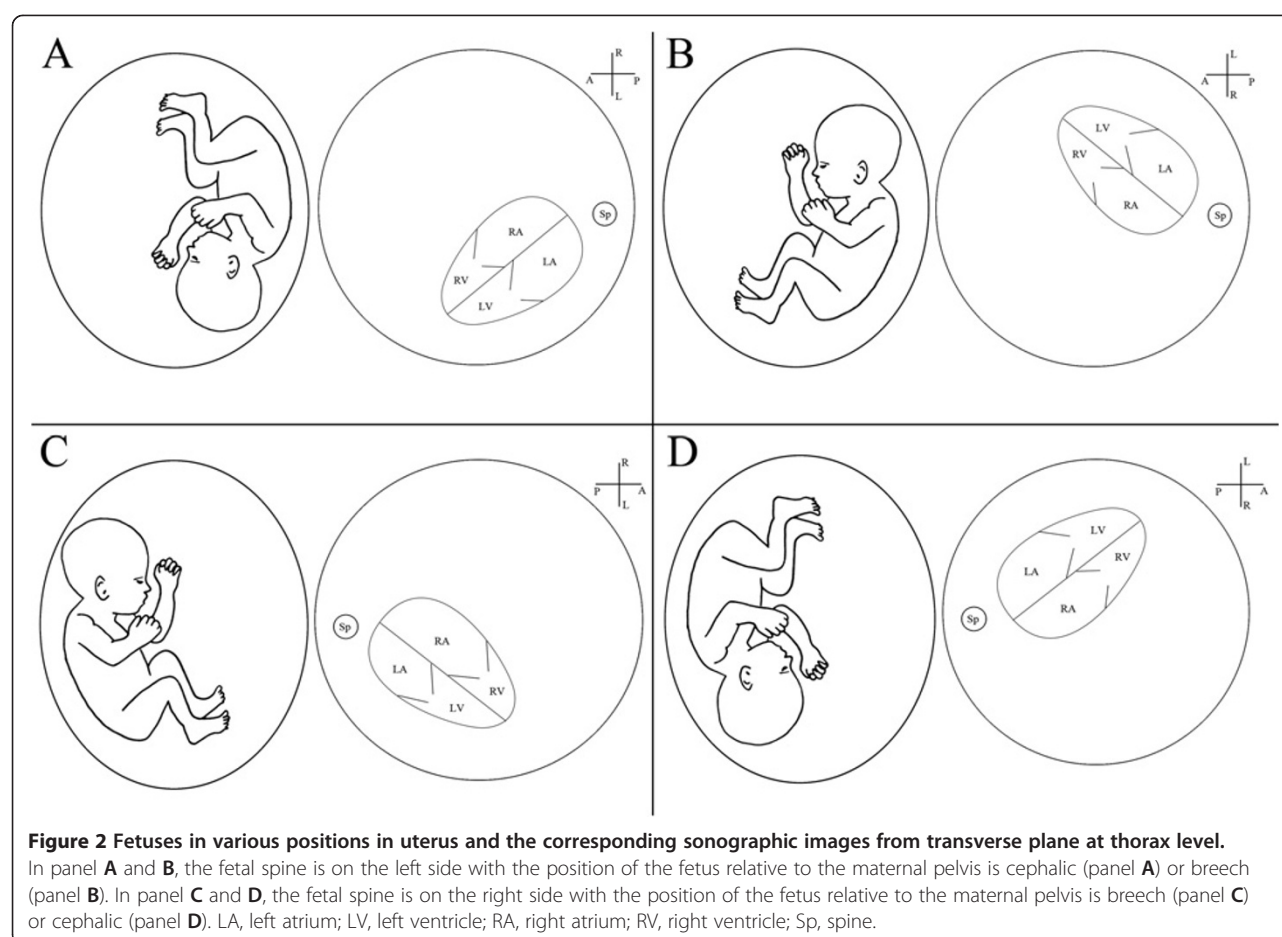 A
R
A P
L
RA
LA
RV
LV
Sp
B
L
A P
R
LV
RV
LA
RA
Sp
C
R
P A
L
Sp
RA
LA
RV
LV
D
L
P A
R
LV
LA
RV
RA
Sp
Figure 2 Fetuses in various positions in uterus and the corresponding sonographic images from transverse plane at thorax level.
In panel A and B, the fetal spine is on the left side with the position of the fetus relative to the maternal pelvis is cephalic (panel A) or breech
(panel B). In panel C and D, the fetal spine is on the right side with the position of the fetus relative to the maternal pelvis is breech (panel C)
or cephalic (panel D). LA, left atrium; LV, left ventricle; RA, right atrium; RV, right ventricle; Sp, spine.